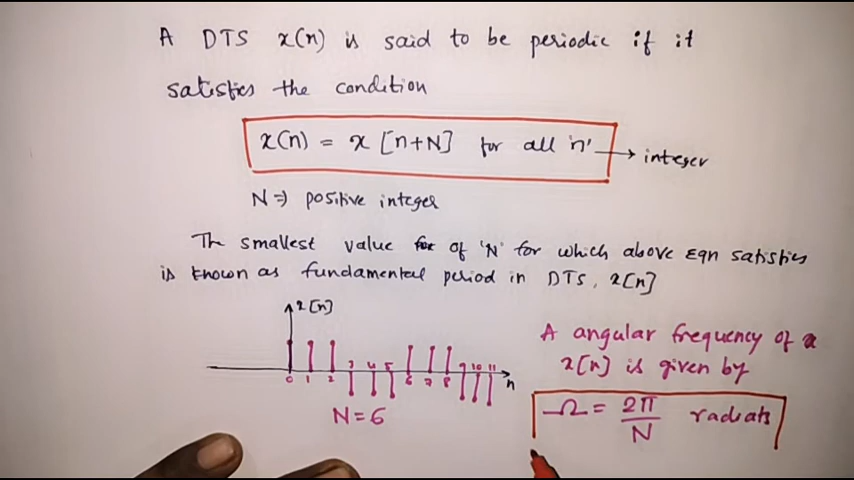 A DTS x(n) is said to be periodic if it
satisfies the condition
x(n) = x [n+N] for all 'n' → integer
N ⇒ positive integer
The smallest value of 'N' for which above Eqn satisfies
is known as fundamental period in DTS, x[n]
x[n]
0 1 2 3 4 5 6 7 8 9 10 11 n
N = 6
A angular frequency of a
x[n] is given by
Ω = 2π/N radians